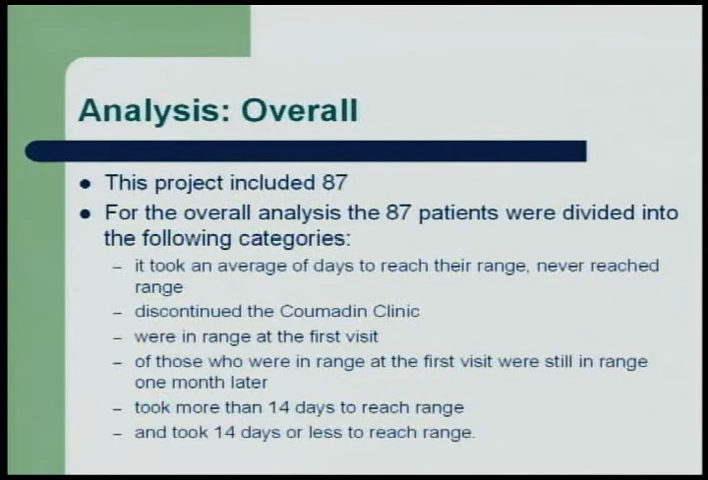 Analysis: Overall
This project included 87
For the overall analysis the 87 patients were divided into
the following categories:
– it took an average of days to reach their range, never reached
range
– discontinued the Coumadin Clinic
– were in range at the first visit
– of those who were in range at the first visit were still in range
one month later
– took more than 14 days to reach range
– and took 14 days or less to reach range.